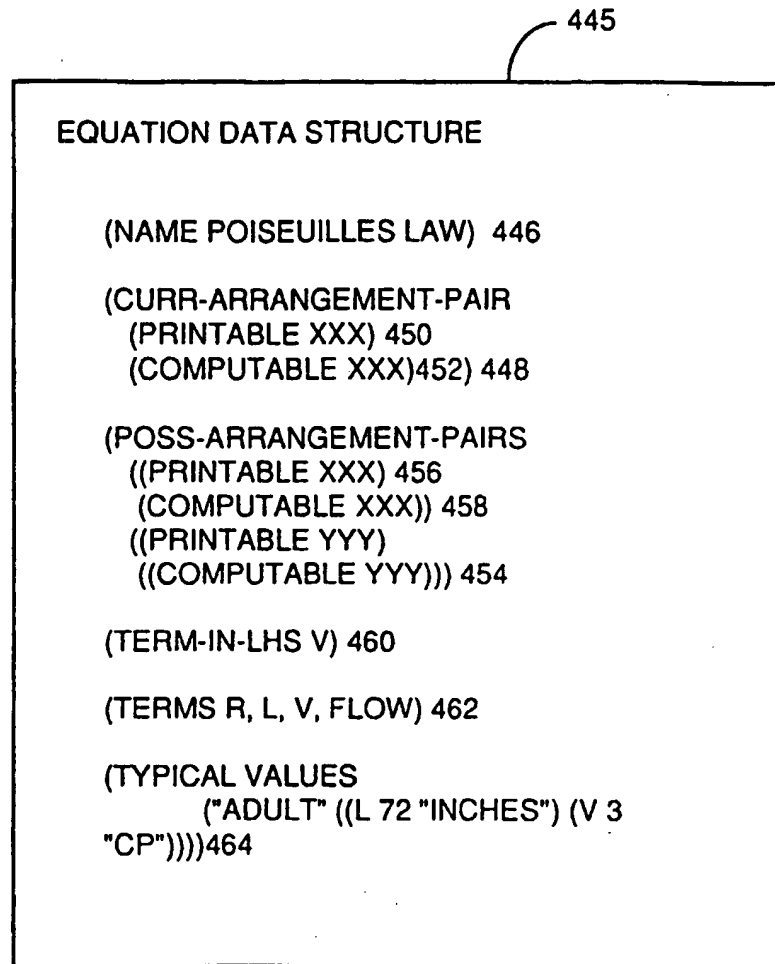 445
EQUATION DATA STRUCTURE
(NAME POISEUILLES LAW) 446
(CURR-ARRANGEMENT-PAIR
(PRINTABLE XXX) 450
(COMPUTABLE XXX)452) 448
(POSS-ARRANGEMENT-PAIRS
((PRINTABLE XXX) 456
(COMPUTABLE XXX)) 458
((PRINTABLE YYY)
((COMPUTABLE YYY))) 454
(TERM-IN-LHS V) 460
(TERMS R, L, V, FLOW) 462
(TYPICAL VALUES
("ADULT" ((L 72 "INCHES") (V 3
"CP"))))464